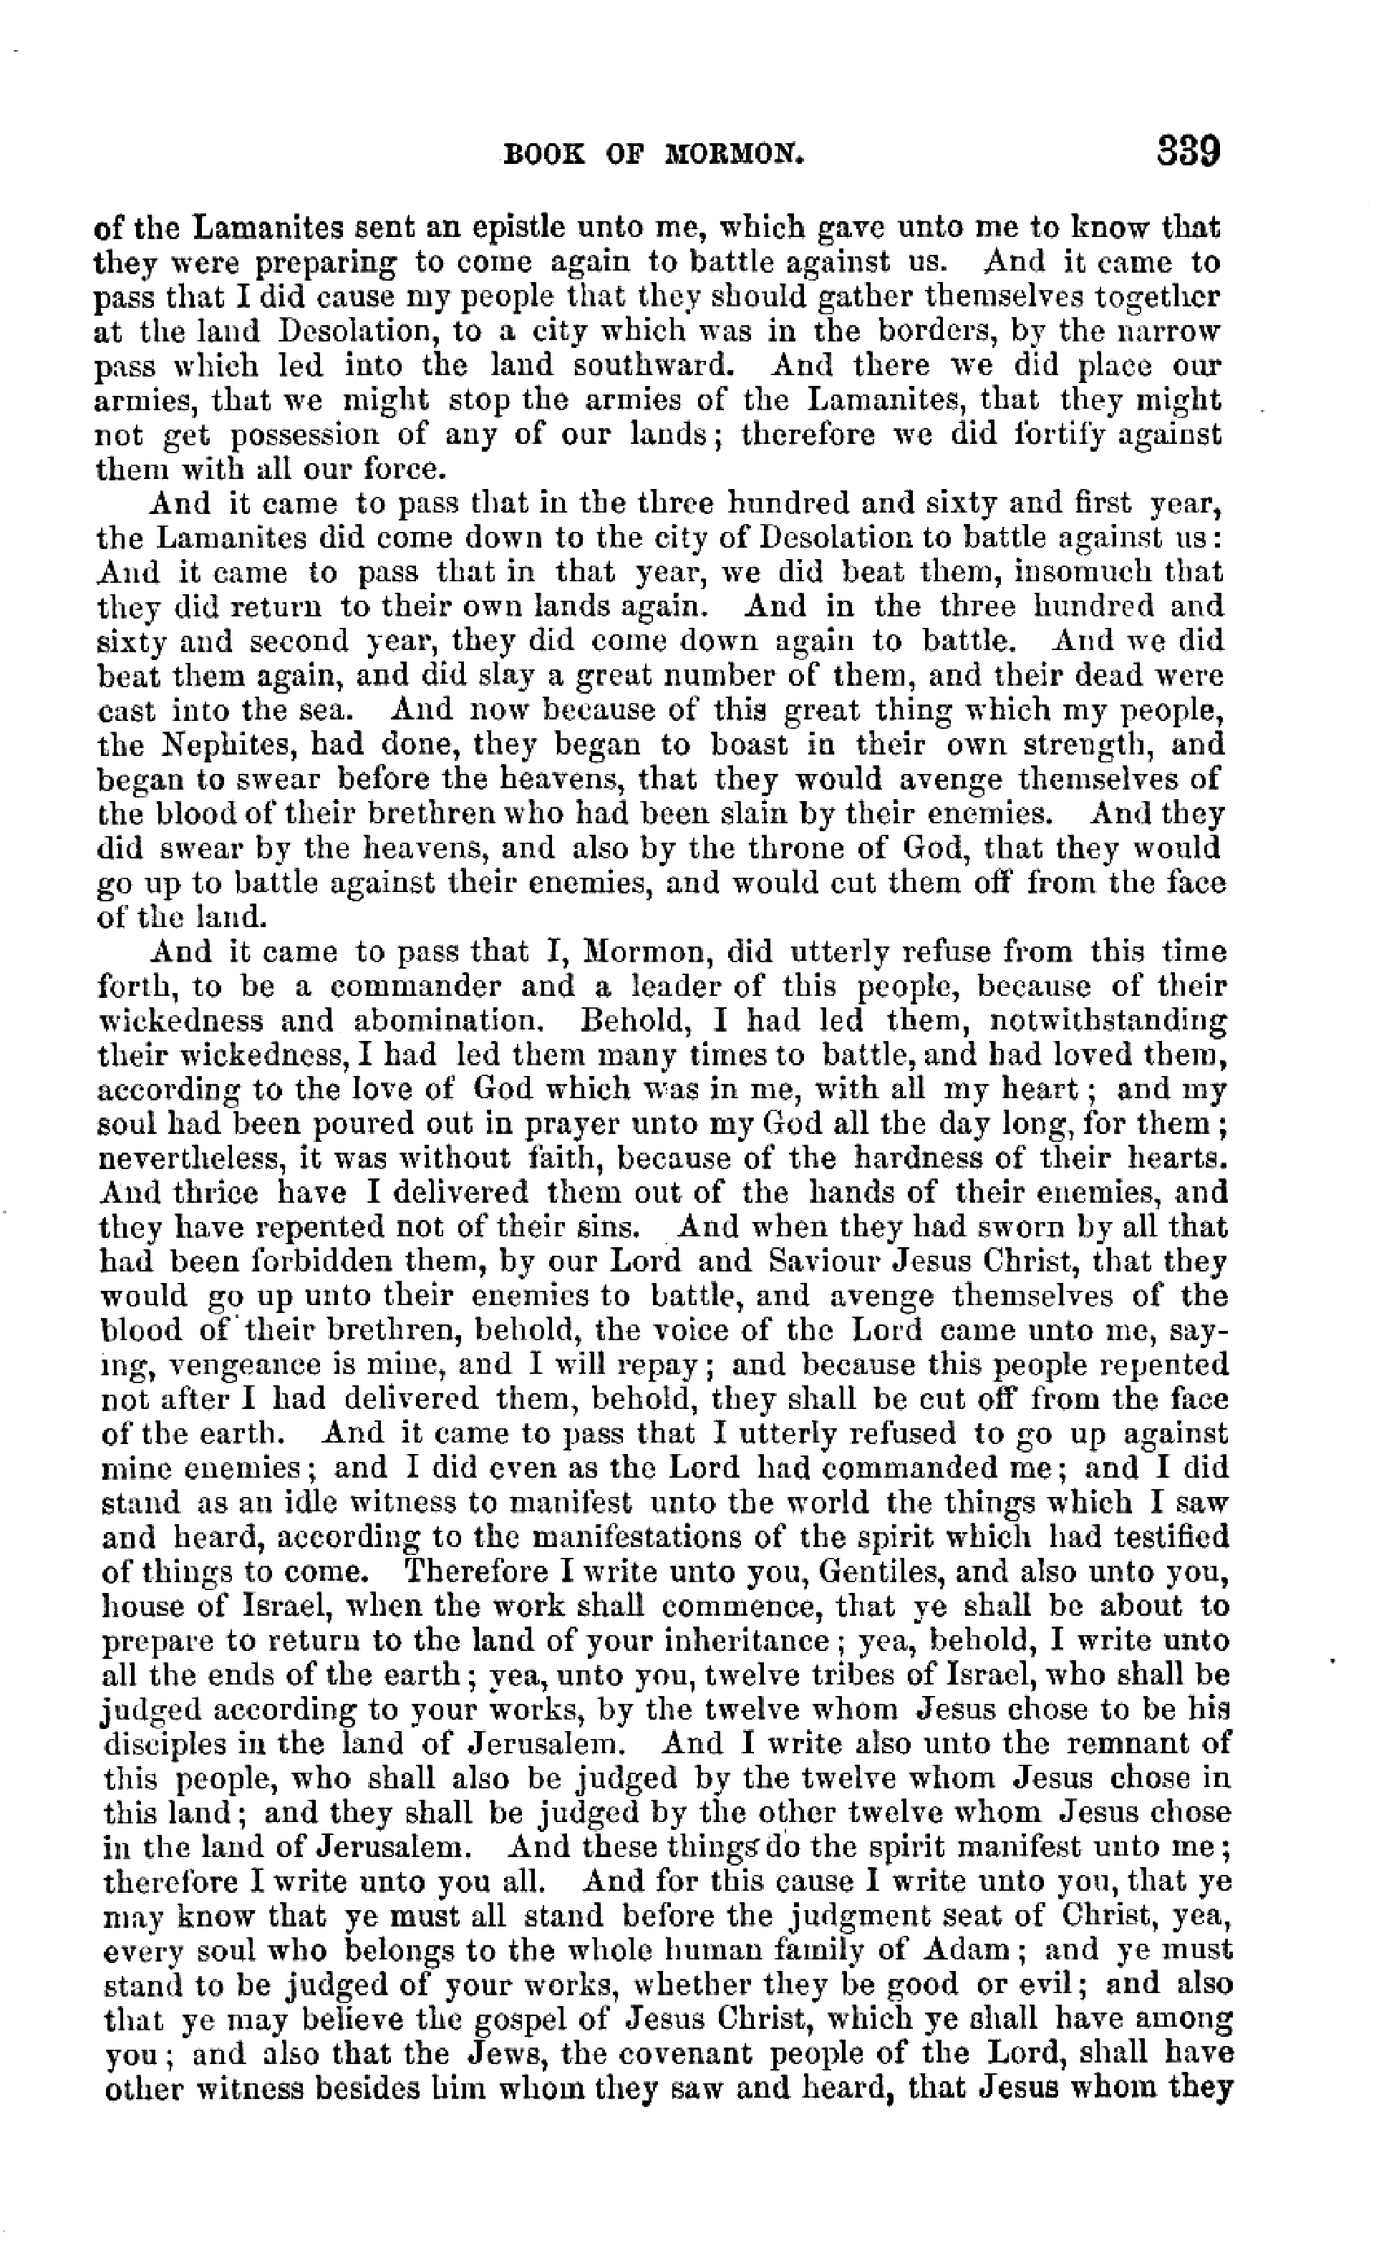 BOOK OF MORMON. 339
of the Lamanites sent an epistle unto me, which gave unto me to know that
they were preparing to come again to battle against us. And it came to
pass that I did cause my people that they should gather themselves together
at the land Desolation, to a city which was in the borders, by the narrow
pass which led into the land southward. And there we did place our
armies, that we might stop the armies of the Lamanites, that they might
not get possession of any of our lands; therefore we did fortify against
them with all our force.
And it came to pass that in the three hundred and sixty and first year,
the Lamanites did come down to the city of Desolation to battle against us:
And it came to pass that in that year, we did beat them, insomuch that
they did return to their own lands again. And in the three hundred and
sixty and second year, they did come down again to battle. And we did
beat them again, and did slay a great number of them, and their dead were
cast into the sea. And now because of this great thing which my people,
the Nephites, had done, they began to boast in their own strength, and
began to swear before the heavens, that they would avenge themselves of
the blood of their brethren who had been slain by their enemies. And they
did swear by the heavens, and also by the throne of God, that they would
go up to battle against their enemies, and would cut them off from the face
of the land.
And it came to pass that I, Mormon, did utterly refuse from this time
forth, to be a commander and a leader of this people, because of their
wickedness and abomination. Behold, I had led them, notwithstanding
their wickedness, I had led them many times to battle, and had loved them,
according to the love of God which was in me, with all my heart; and my
soul had been poured out in prayer unto my God all the day long, for them;
nevertheless, it was without faith, because of the hardness of their hearts.
And thrice have I delivered them out of the hands of their enemies, and
they have repented not of their sins. And when they had sworn by all that
had been forbidden them, by our Lord and Saviour Jesus Christ, that they
would go up unto their enemies to battle, and avenge themselves of the
blood of their brethren, behold, the voice of the Lord came unto me, say-
ing, vengeance is mine, and I will repay; and because this people repented
not after I had delivered them, behold, they shall be cut off from the face
of the earth. And it came to pass that I utterly refused to go up against
mine enemies; and I did even as the Lord had commanded me; and I did
stand as an idle witness to manifest unto the world the things which I saw
and heard, according to the manifestations of the spirit which had testified
of things to come. Therefore I write unto you, Gentiles, and also unto you,
house of Israel, when the work shall commence, that ye shall be about to
prepare to return to the land of your inheritance; yea, behold, I write unto
all the ends of the earth; yea, unto you, twelve tribes of Israel, who shall be
judged according to your works, by the twelve whom Jesus chose to be his
disciples in the land of Jerusalem. And I write also unto the remnant of
this people, who shall also be judged by the twelve whom Jesus chose in
this land; and they shall be judged by the other twelve whom Jesus chose
in the land of Jerusalem. And these things do the spirit manifest unto me;
therefore I write unto you all. And for this cause I write unto you, that ye
may know that ye must all stand before the judgment seat of Christ, yea,
every soul who belongs to the whole human family of Adam; and ye must
stand to be judged of your works, whether they be good or evil; and also
that ye may believe the gospel of Jesus Christ, which ye shall have among
you; and also that the Jews, the covenant people of the Lord, shall have
other witness besides him whom they saw and heard, that Jesus whom they